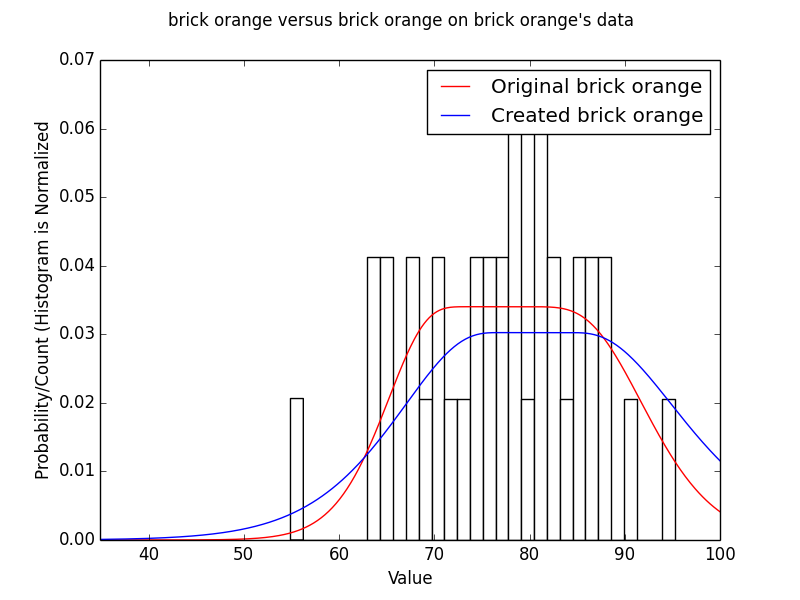 brick orange versus brick orange on brick orange's data
0.07
0.06
0.05
0.04
0.03
0.02
0.01
0.00
Probability/Count (Histogram is Normalized
Original brick orange
Created brick orange
40 50 60 70 80 90 100
Value